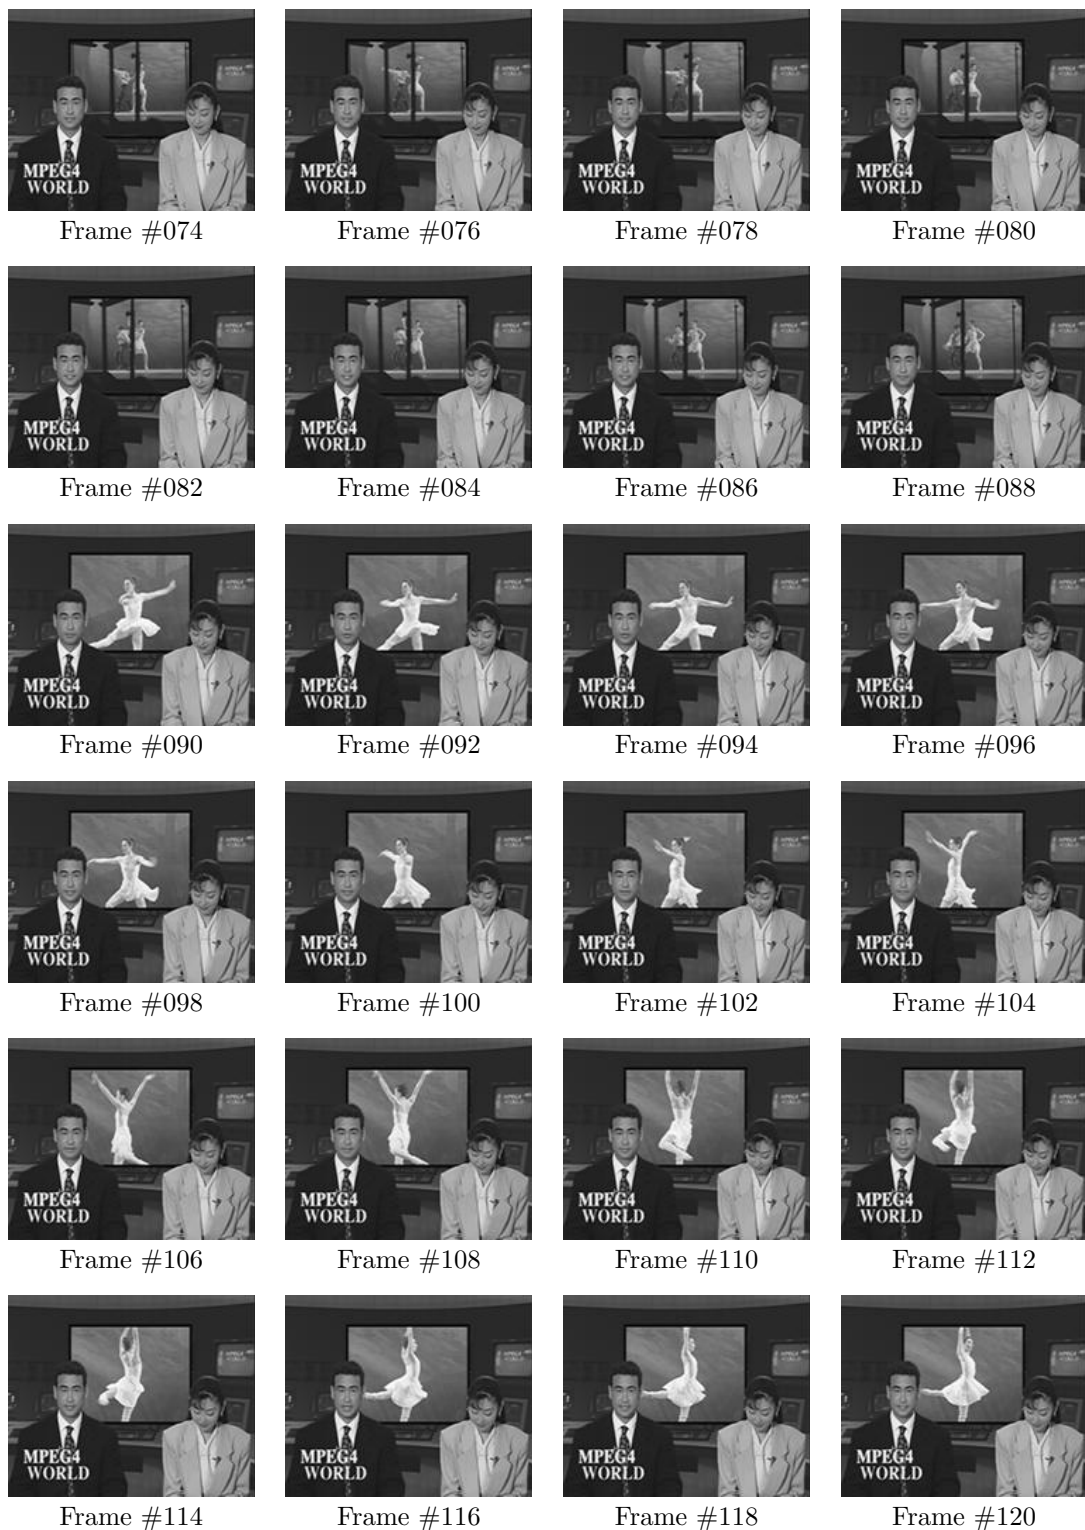 MPEG4
WORLD
Frame #074
MPEG4
WORLD
Frame #076
MPEG4
WORLD
Frame #078
MPEG4
WORLD
Frame #080
MPEG4
WORLD
Frame #082
MPEG4
WORLD
Frame #084
MPEG4
WORLD
Frame #086
MPEG4
WORLD
Frame #088
MPEG4
WORLD
Frame #090
MPEG4
WORLD
Frame #092
MPEG4
WORLD
Frame #094
MPEG4
WORLD
Frame #096
MPEG4
WORLD
Frame #098
MPEG4
WORLD
Frame #100
MPEG4
WORLD
Frame #102
MPEG4
WORLD
Frame #104
MPEG4
WORLD
Frame #106
MPEG4
WORLD
Frame #108
MPEG4
WORLD
Frame #110
MPEG4
WORLD
Frame #112
MPEG4
WORLD
Frame #114
MPEG4
WORLD
Frame #116
MPEG4
WORLD
Frame #118
MPEG4
WORLD
Frame #120